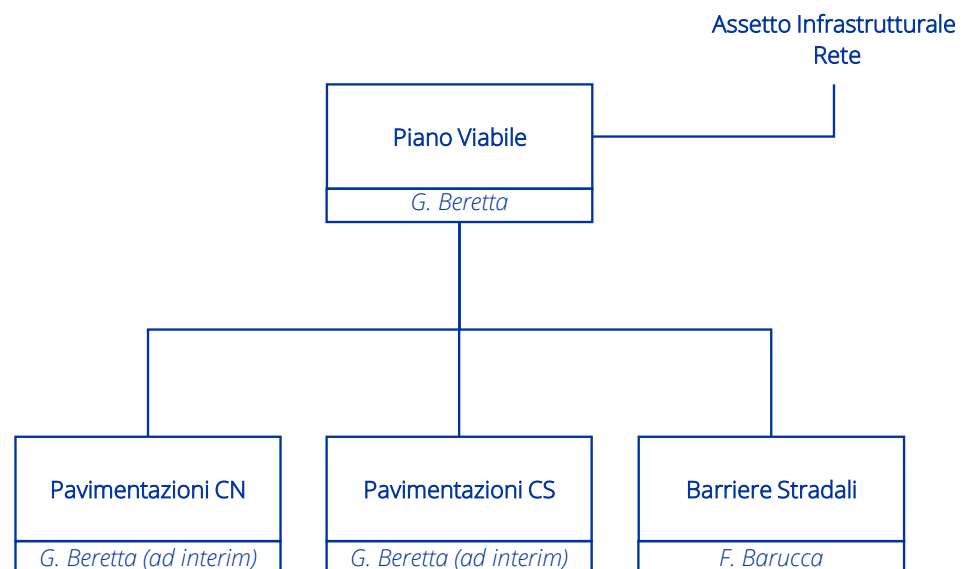 Assetto Infrastrutturale
Rete
Piano Viabile
G. Beretta
Pavimentazioni CN
Pavimentazioni CS
Barriere Stradali
G. Beretta (ad interim)
G. Beretta (ad interim)
F. Barucca